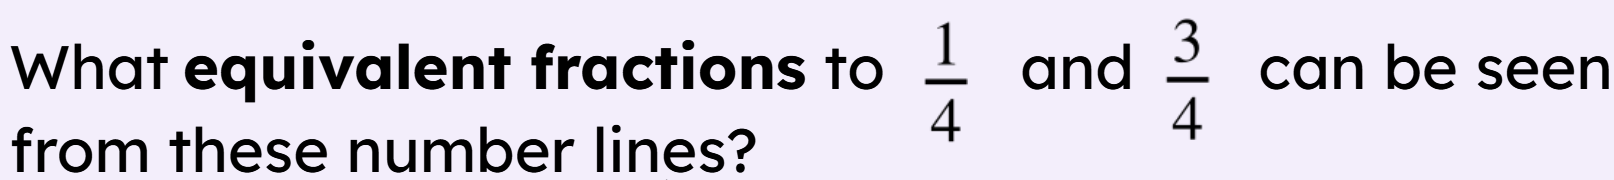 What equivalent fractions to 1/4 and 3/4 can be seen
from these number lines?